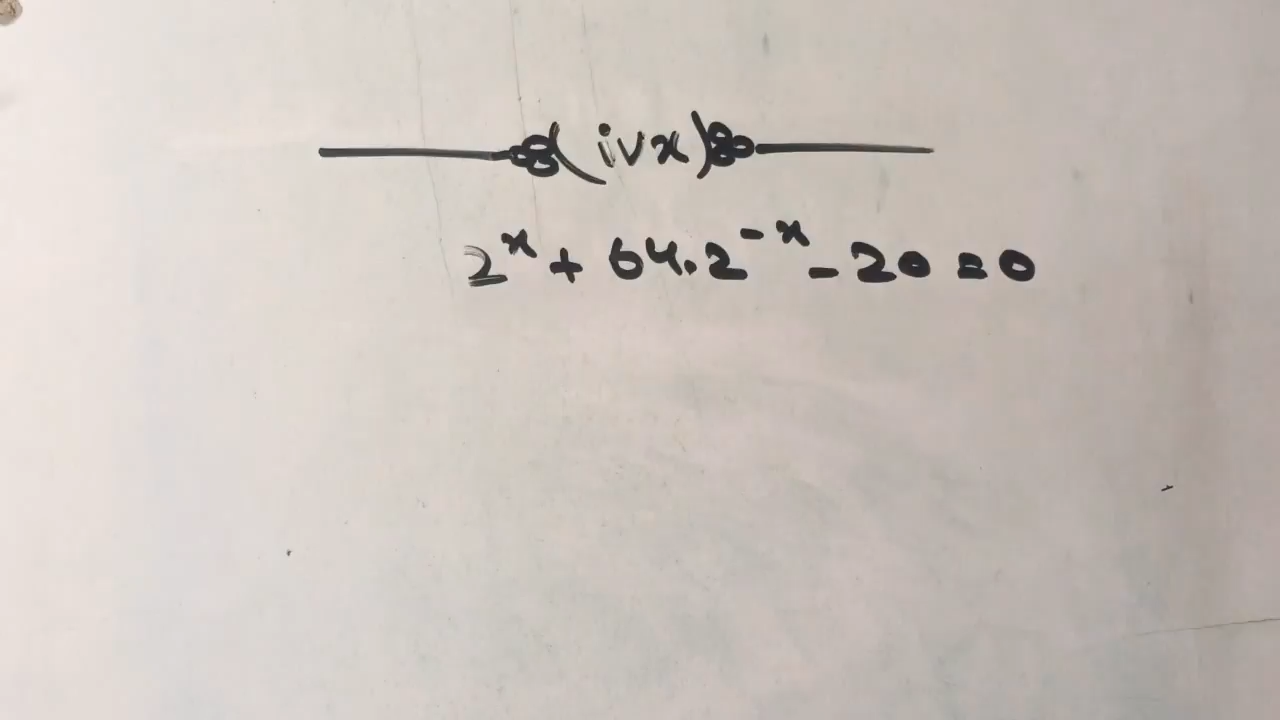 (ivx)
2^x + 64.2^-x - 20 = 0